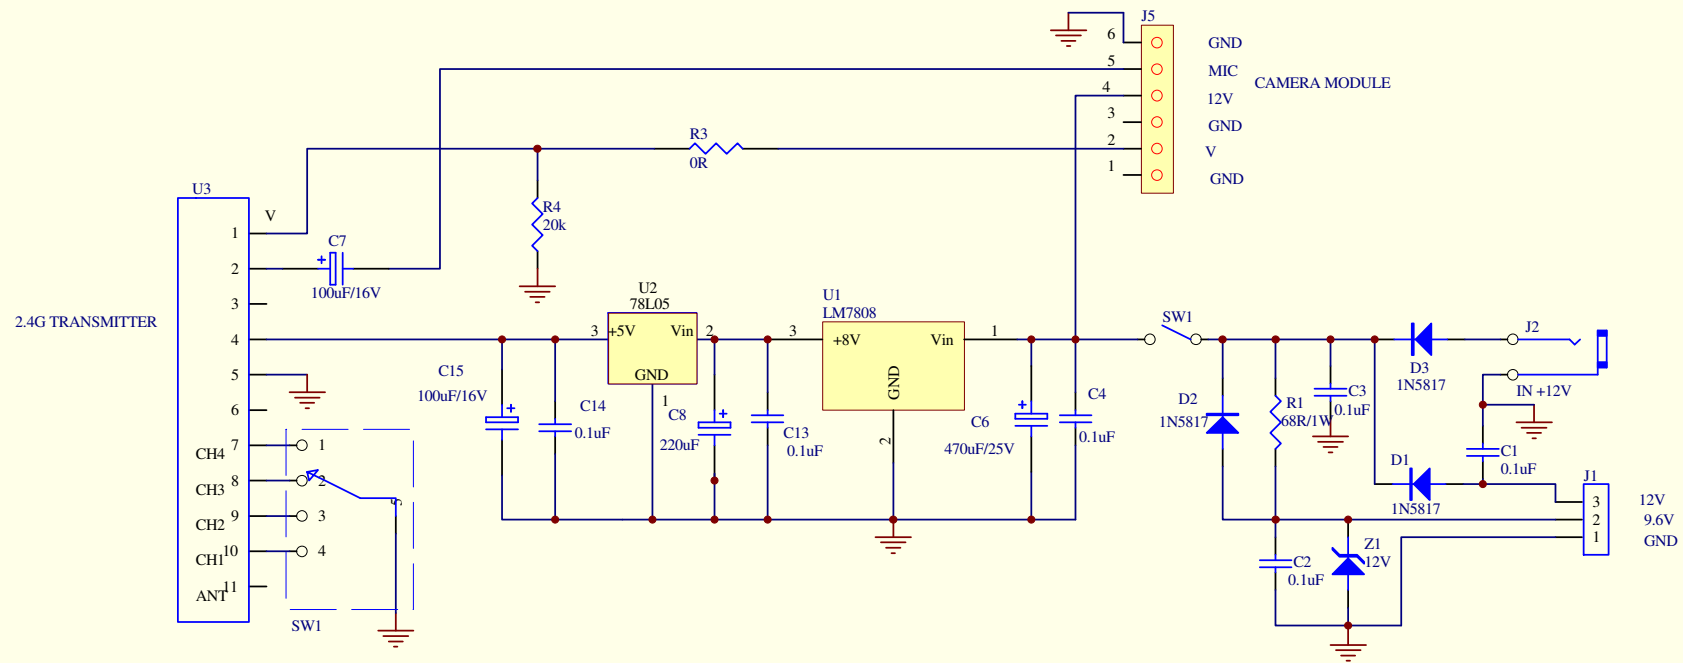 J5
6
GND
5
MIC
CAMERA MODULE
4
12V
3
GND
2
V
1
GND
R3
0R
U3
V
1
R4
20k
C7
+
2
100uF/16V
3
2.4G TRANSMITTER
4
5
6
7
CH4
8
CH3
9
CH2
10
CH1
11
ANT
1
2
3
4
5
SW1
U2
78L05
3
+5V
Vin
2
GND
1
C15
100uF/16V
+
C14
0.1uF
C8
220uF
+
C13
0.1uF
U1
LM7808
3
+8V
Vin
1
GND
2
C6
470uF/25V
+
C4
0.1uF
SW1
D2
1N5817
R1
68R/1W
C3
0.1uF
D3
1N5817
J2
IN +12V
C1
0.1uF
D1
1N5817
J1
3
12V
2
9.6V
1
GND
C2
0.1uF
Z1
12V